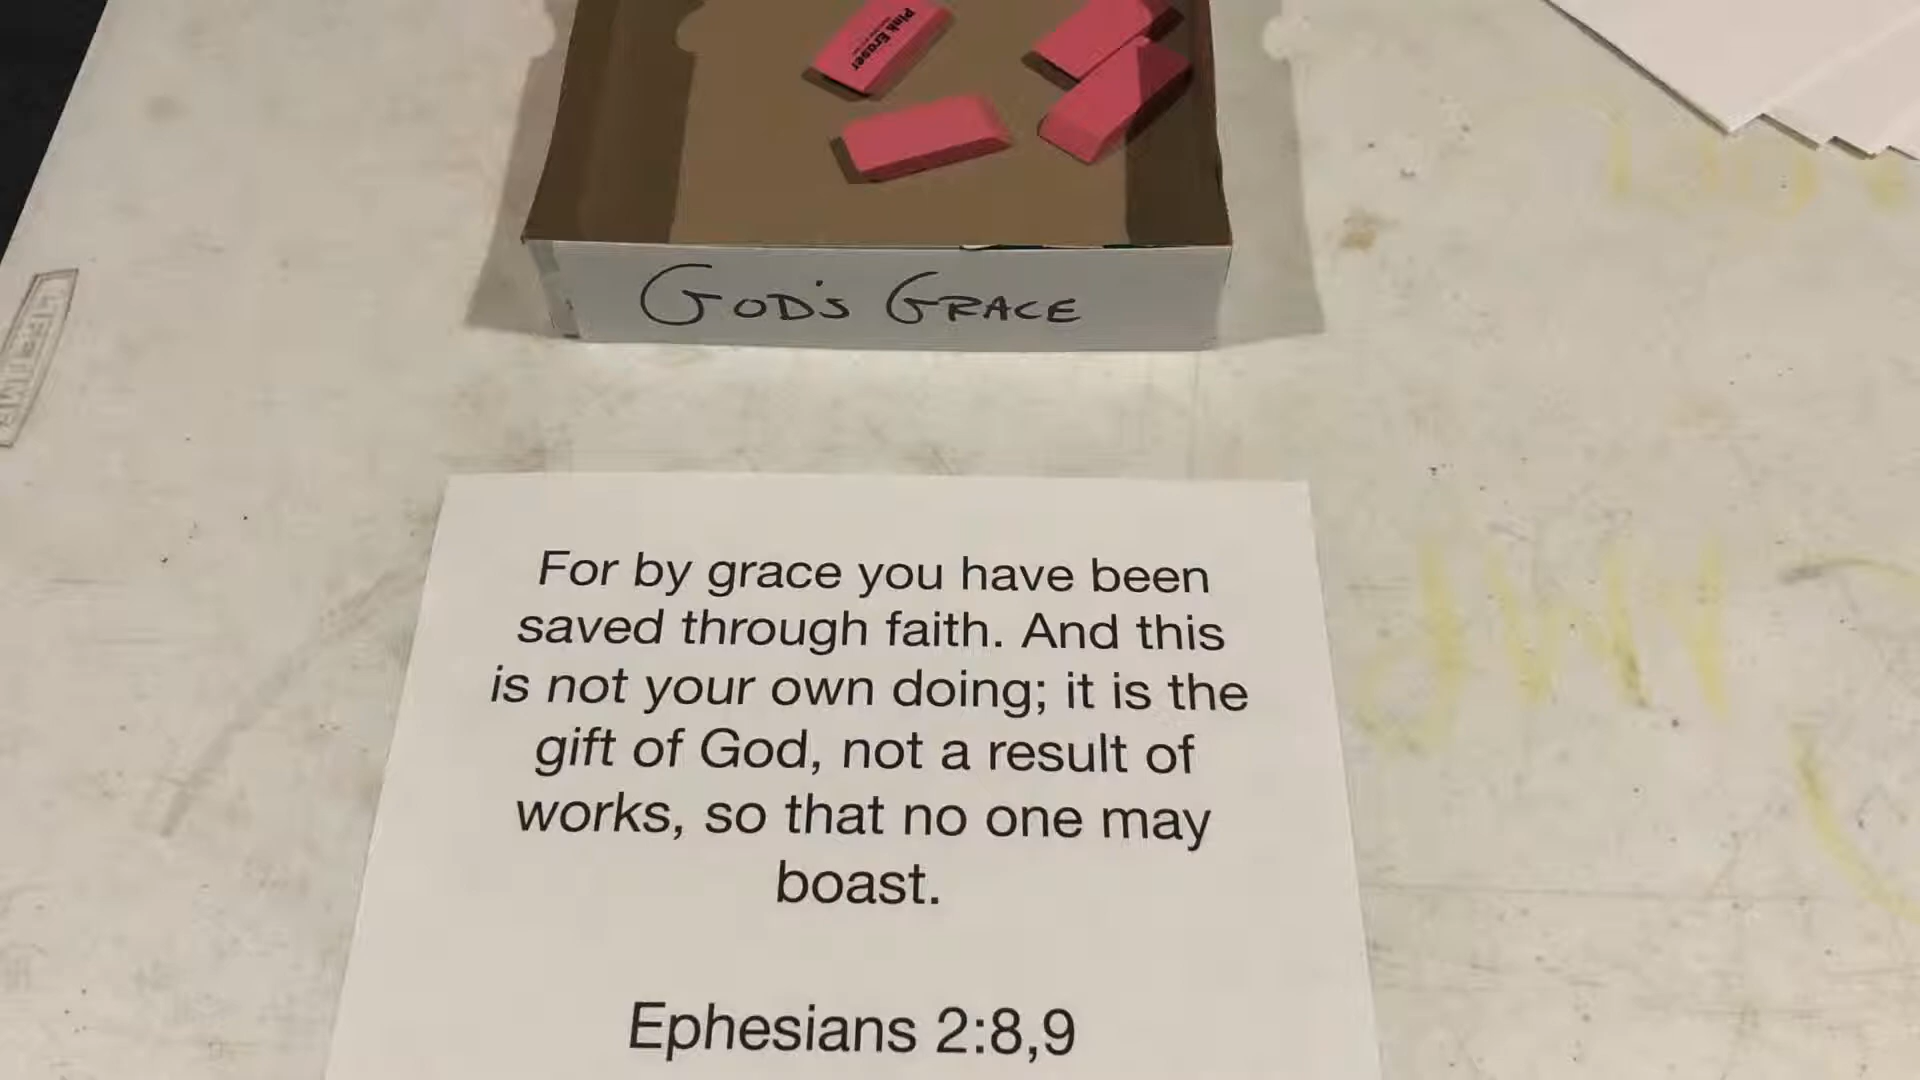 Pink Eraser
GOD'S GRACE
LIFETIME
For by grace you have been
saved through faith. And this
is not your own doing; it is the
gift of God, not a result of
works, so that no one may
boast.
Ephesians 2:8,9